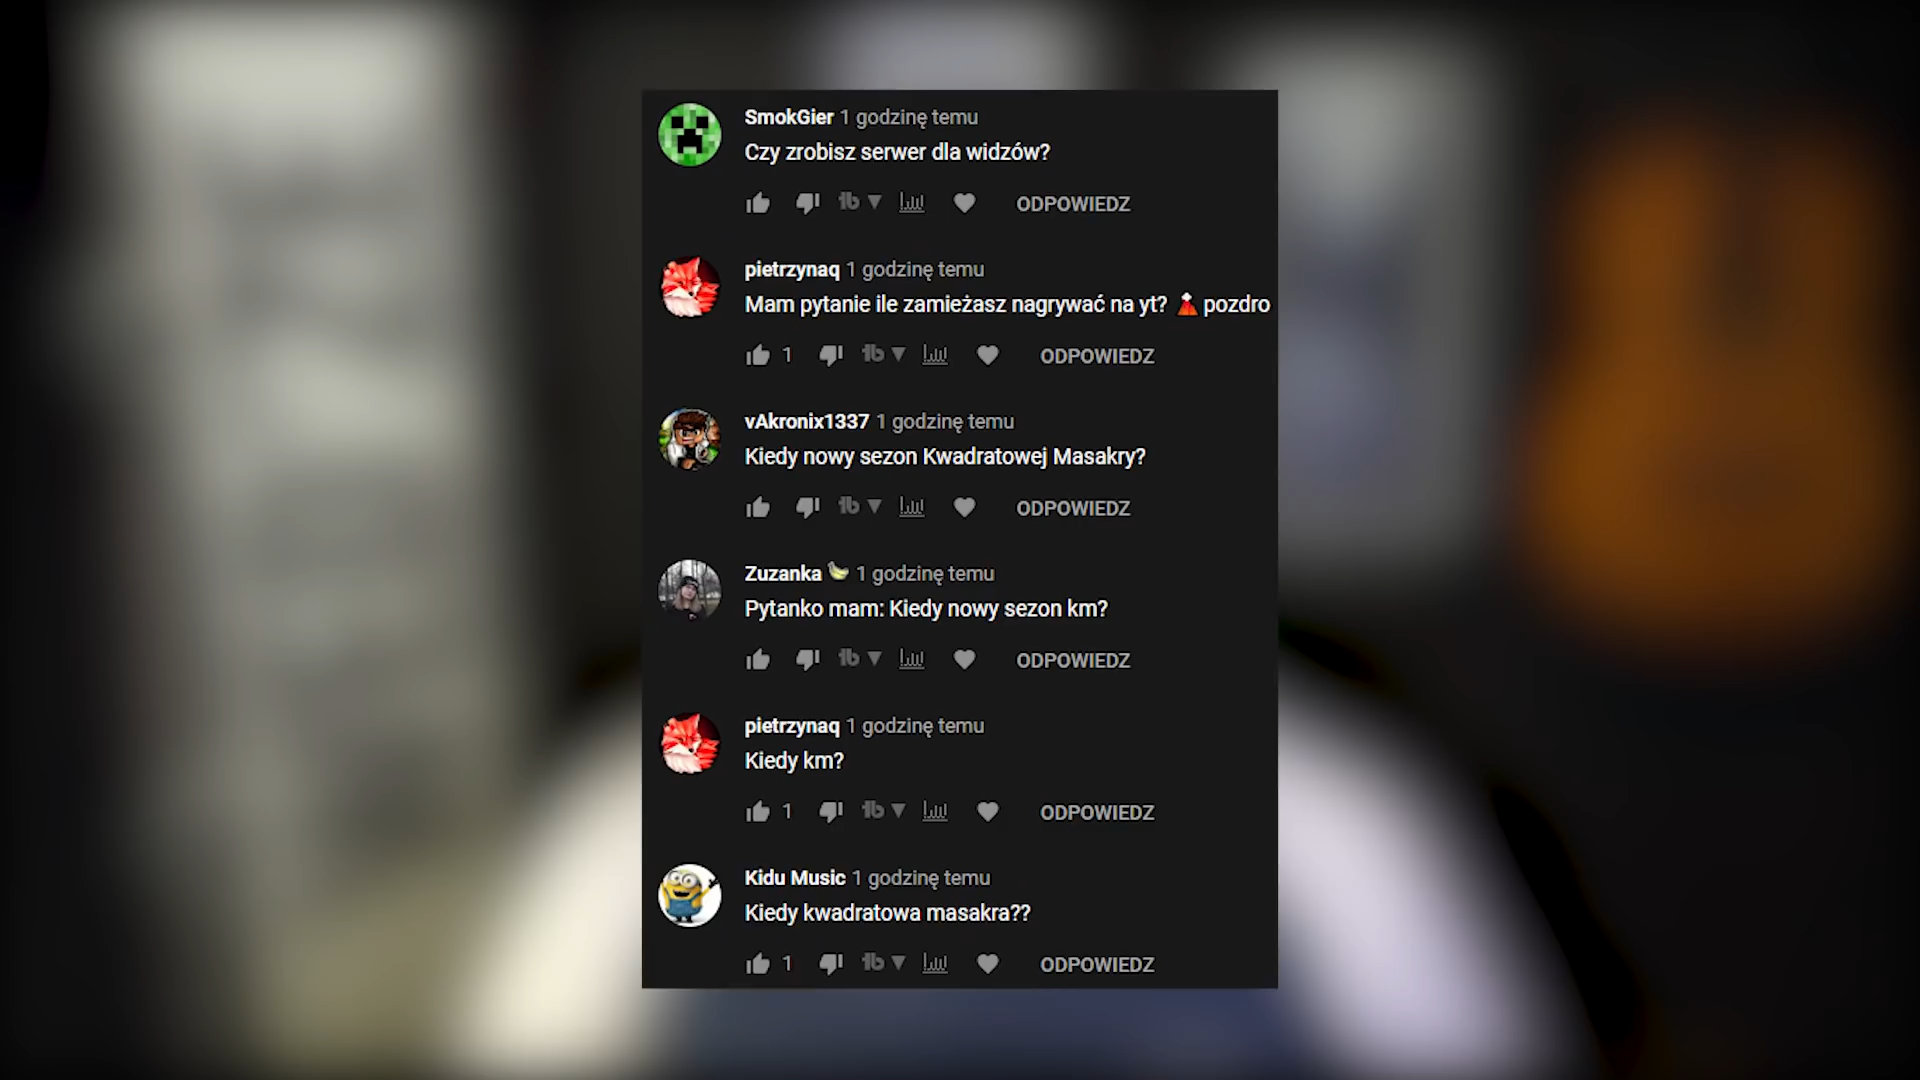 SmokGier 1 godzinę temu
Czy zrobisz serwer dla widzów?
ODPOWIEDZ
pietrzynaq 1 godzinę temu
Mam pytanie ile zamieżasz nagrywać na yt? pozdro
1 ODPOWIEDZ
vAkronix1337 1 godzinę temu
Kiedy nowy sezon Kwadratowej Masakry?
ODPOWIEDZ
Zuzanka 1 godzinę temu
Pytanko mam: Kiedy nowy sezon km?
ODPOWIEDZ
pietrzynaq 1 godzinę temu
Kiedy km?
1 ODPOWIEDZ
Kidu Music 1 godzinę temu
Kiedy kwadratowa masakra??
1 ODPOWIEDZ